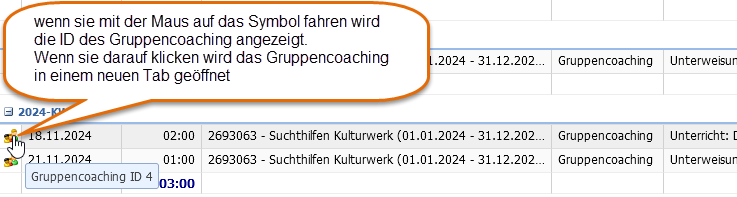 wenn sie mit der Maus auf das Symbol fahren wird
die ID des Gruppencoaching angezeigt.
Wenn sie darauf klicken wird das Gruppencoaching
in einem neuen Tab geöffnet
.01.2024 - 31.12.202... Gruppencoaching Unterweisun
2024-KW
18.11.2024 02:00 2693063 - Suchthilfen Kulturwerk (01.01.2024 - 31.12.202... Gruppencoaching Unterricht: D
21.11.2024 01:00 2693063 - Suchthilfen Kulturwerk (01.01.2024 - 31.12.202... Gruppencoaching Unterweisun
Gruppencoaching ID 4 03:00